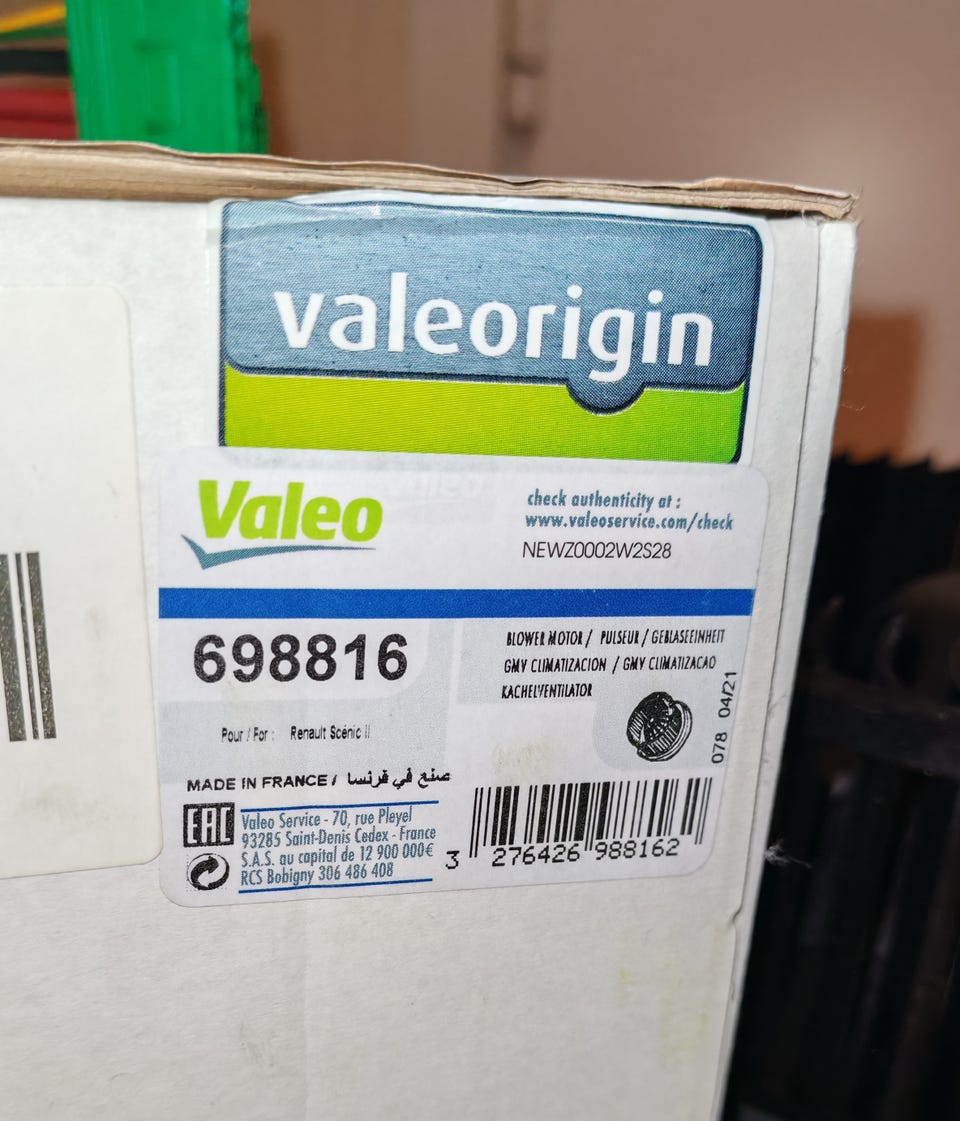 valeorigin
Valeo
check authenticity at :
www.valeoservice.com/check
NEWZ0002W2S28
698816
BLOWER MOTOR / PULSEUR / GEBLASEEINHEIT
GMV CLIMATIZACION / GMV CLIMATIZACAO
KACHELVENTILATOR
078 04/21
Pour / For : Renault Scénic II
MADE IN FRANCE / صنع في فرنسا
EAC
Valeo Service - 70, rue Pleyel
93285 Saint-Denis Cedex - France
S.A.S. au capital de 12 900 000€
RCS Bobigny 306 486 408
3 276426 988162